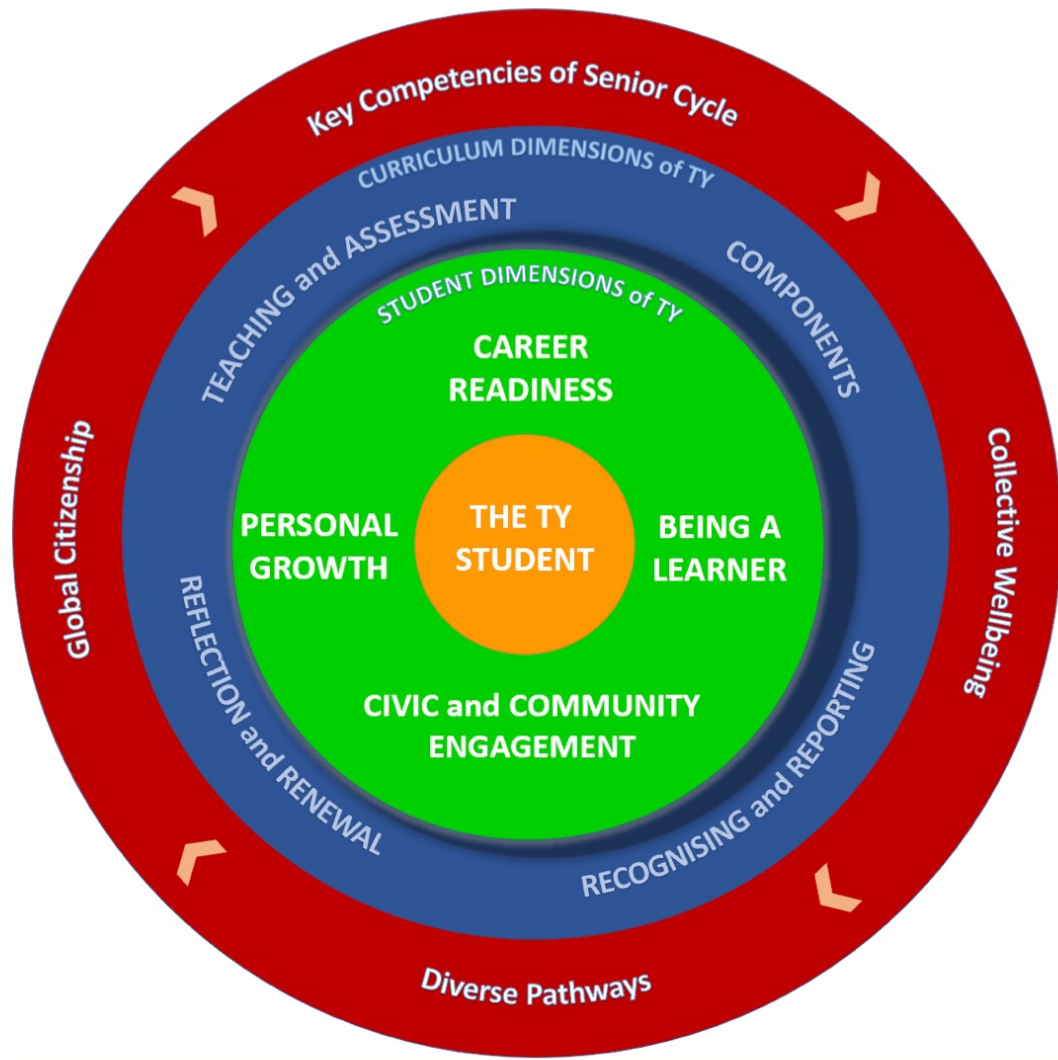 Key Competencies of Senior Cycle
Collective Wellbeing
Diverse Pathways
Global Citizenship
CURRICULUM DIMENSIONS of TY
TEACHING and ASSESSMENT
COMPONENTS
RECOGNISING and REPORTING
REFLECTION and RENEWAL
STUDENT DIMENSIONS of TY
CAREER
READINESS
PERSONAL
GROWTH
THE TY
STUDENT
BEING A
LEARNER
CIVIC and COMMUNITY
ENGAGEMENT